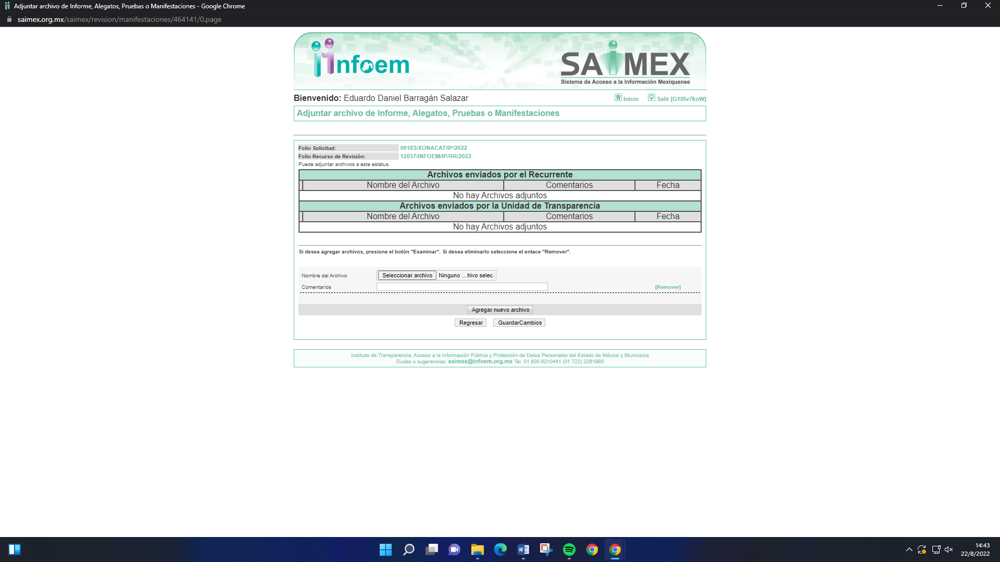 Adjuntar archivo de Informe, Alegatos, Pruebas o Manifestaciones - Google Chrome
saimex.org.mx/saimex/revision/manifestaciones/464141/0.page
infoem
SAIMEX
Sistema de Acceso a la Información Mexiquense
Bienvenido: Eduardo Daniel Barragán Salazar
Inicio Salir [G1IBv7koW]
Adjuntar archivo de Informe, Alegatos, Pruebas o Manifestaciones
Folio Solicitud: 00183/XONACAT/IP/2022
Folio Recurso de Revisión: 12037/INFOEM/IP/RR/2022
Puede adjuntar archivos a este estatus
Archivos enviados por el Recurrente
Nombre del Archivo Comentarios Fecha
No hay Archivos adjuntos
Archivos enviados por la Unidad de Transparencia
Nombre del Archivo Comentarios Fecha
No hay Archivos adjuntos
Si desea agregar archivos, presione el botón "Examinar". Si desea eliminarlo seleccione el enlace "Remover".
Nombre del Archivo Seleccionar archivo Ninguno ...hivo selec.
Comentarios [Remover]
Agregar nuevo archivo
Regresar GuardarCambios
Instituto de Transparencia, Acceso a la Información Pública y Protección de Datos Personales del Estado de México y Municipios
Dudas o sugerencias: saimex@infoem.org.mx Tel. 01 800 8210441 (01 722) 2261980
14:43
22/8/2022